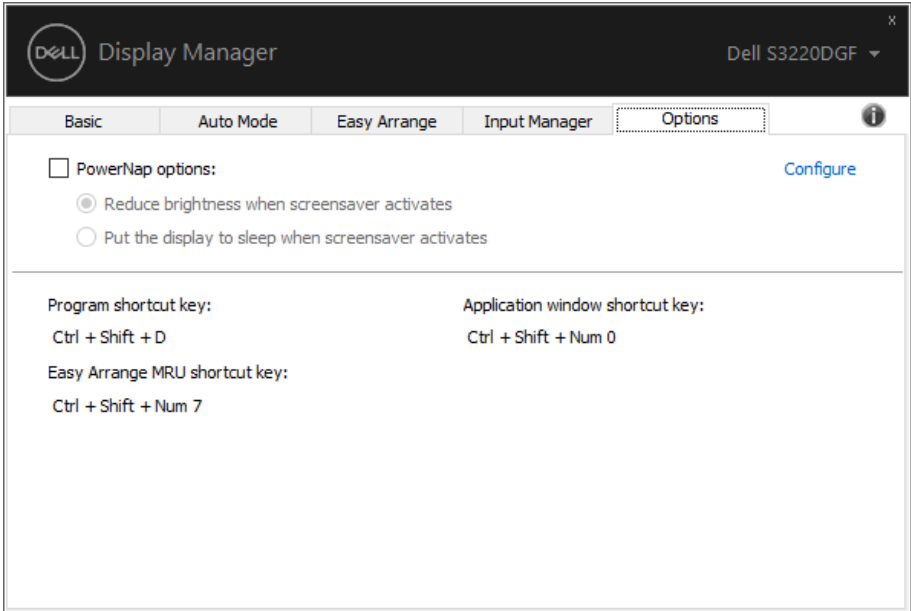 x
DELL Display Manager
Dell S3220DGF
Basic Auto Mode Easy Arrange Input Manager Options
PowerNap options: Configure
Reduce brightness when screensaver activates
Put the display to sleep when screensaver activates
Program shortcut key: Application window shortcut key:
Ctrl + Shift + D Ctrl + Shift + Num 0
Easy Arrange MRU shortcut key:
Ctrl + Shift + Num 7